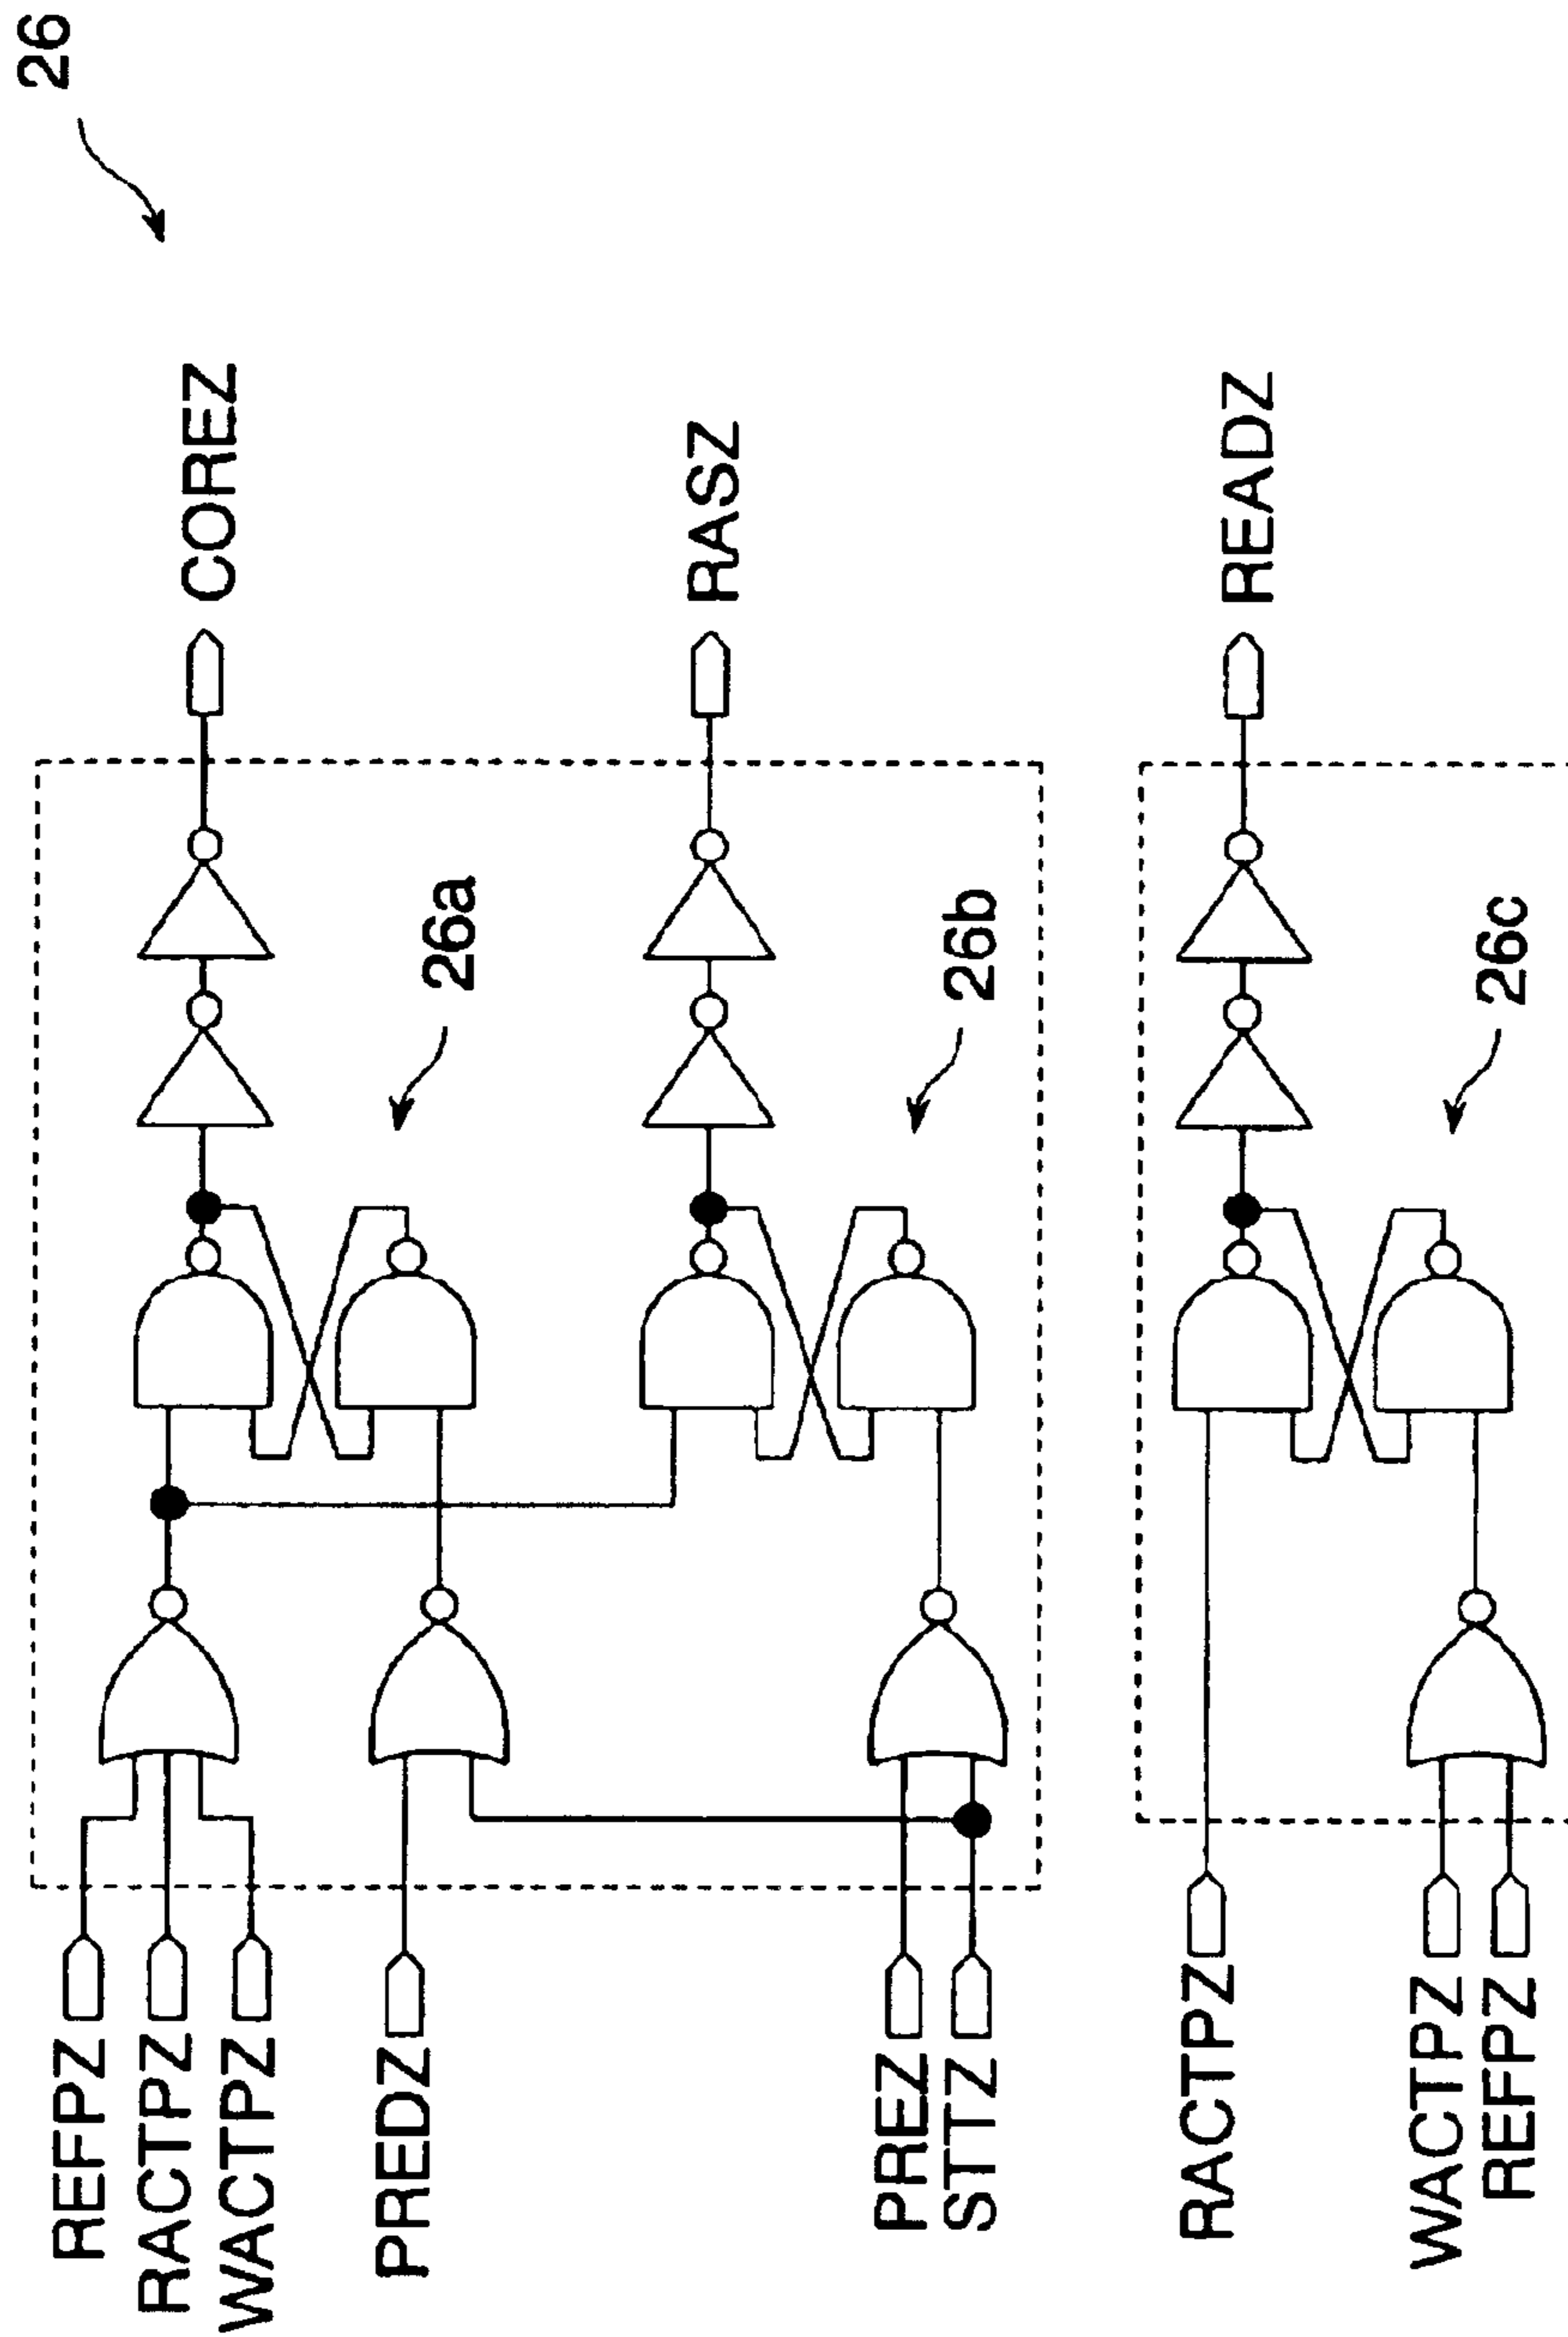 26
REFPZ
RACTPZ
WACTPZ
COREZ
26a
PREDZ
RASZ
26b
PREZ
STTZ
RACTPZ
READZ
26c
WACTPZ
REFPZ